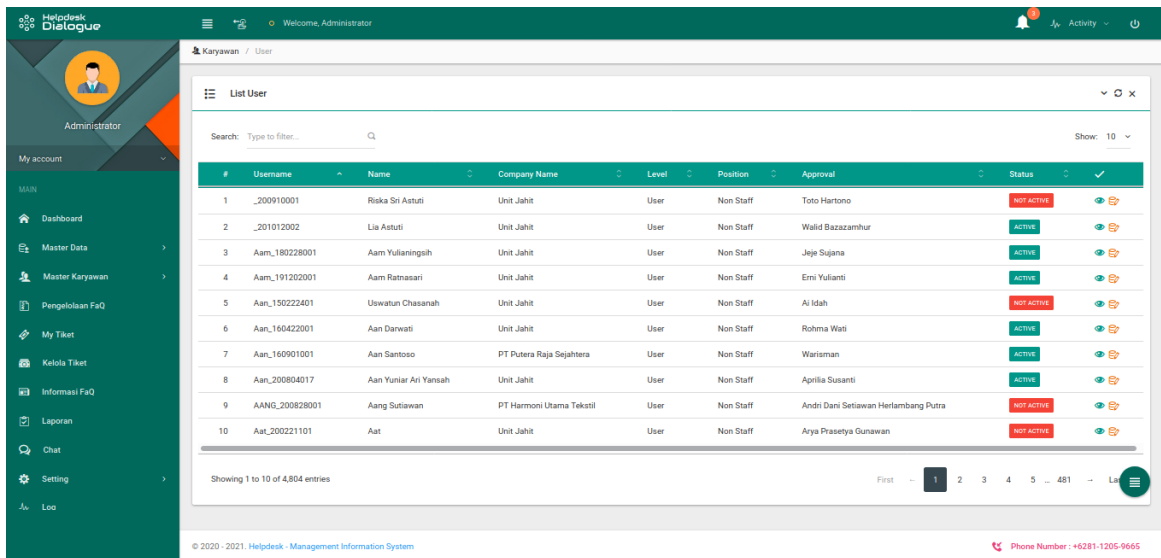 Helpdesk
Dialogue
Welcome, Administrator
3
Activity
Administrator
My account
MAIN
Dashboard
Master Data
Master Karyawan
Pengelolaan FaQ
My Tiket
Kelola Tiket
Informasi FaQ
Laporan
Chat
Setting
Log
Karyawan / User
List User
Search: Type to filter... Show: 10
# Username Name Company Name Level Position Approval Status
1 _200910001 Riska Sri Astuti Unit Jahit User Non Staff Toto Hartono NOT ACTIVE
2 _201012002 Lia Astuti Unit Jahit User Non Staff Walid Bazazamhur ACTIVE
3 Aam_180228001 Aam Yulianingsih Unit Jahit User Non Staff Jeje Sujana ACTIVE
4 Aam_191202001 Aam Ratnasari Unit Jahit User Non Staff Erni Yulianti ACTIVE
5 Aan_150222401 Uswatun Chasanah Unit Jahit User Non Staff Ai Idah NOT ACTIVE
6 Aan_160422001 Aan Darwati Unit Jahit User Non Staff Rohma Wati ACTIVE
7 Aan_160901001 Aan Santoso PT Putera Raja Sejahtera User Non Staff Warisman ACTIVE
8 Aan_200804017 Aan Yuniar Ari Yansah Unit Jahit User Non Staff Aprilia Susanti ACTIVE
9 AANG_200828001 Aang Sutiawan PT Harmoni Utama Tekstil User Non Staff Andri Dani Setiawan Herlambang Putra NOT ACTIVE
10 Aat_200221101 Aat Unit Jahit User Non Staff Arya Prasetya Gunawan NOT ACTIVE
Showing 1 to 10 of 4,804 entries First ← 1 2 3 4 5 ... 481 →
© 2020 - 2021. Helpdesk - Management Information System Phone Number : +6281-1205-9665